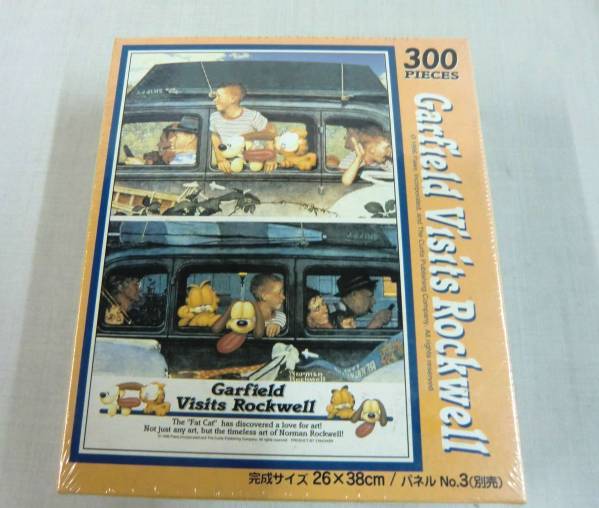 300
PIECES
Garfield Visits Rockwell
Norman
Rockwell
Garfield
Visits Rockwell
The "Fat Cat" has discovered a love for art!
Not just any art, but the timeless art of Norman Rockwell!
完成サイズ 26×38cm / パネル No.3(別売)